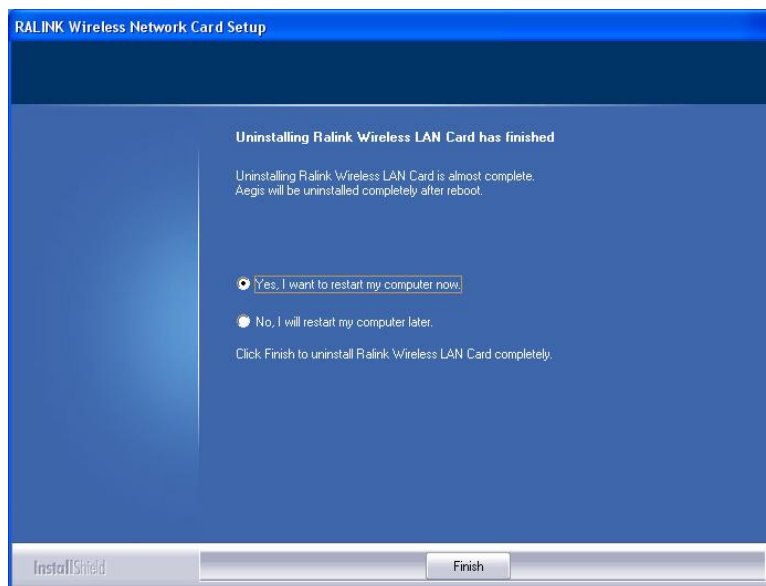 RALINK Wireless Network Card Setup
Uninstalling Ralink Wireless LAN Card has finished
Uninstalling Ralink Wireless LAN Card is almost complete.
Aegis will be uninstalled completely after reboot.
Yes, I want to restart my computer now.
No, I will restart my computer later.
Click Finish to uninstall Ralink Wireless LAN Card completely.
InstallShield
Finish